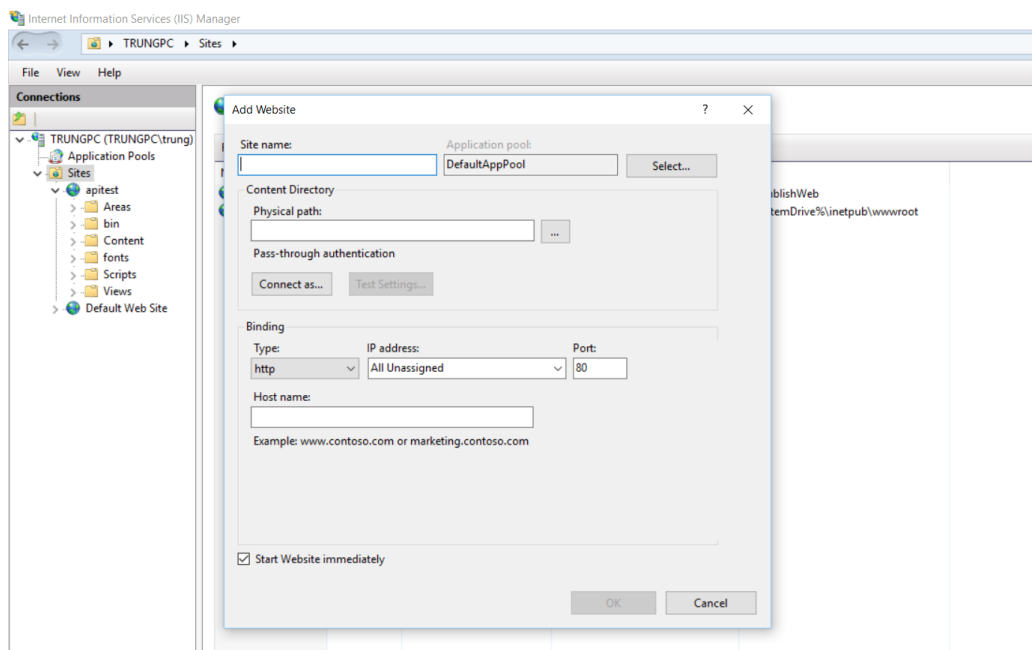 Internet Information Services (IIS) Manager
TRUNGPC Sites
File View Help
Connections
TRUNGPC (TRUNGPC\trung)
Application Pools
Sites
apitest
Areas
bin
Content
fonts
Scripts
Views
Default Web Site
Add Website ?
Site name: Application pool:
DefaultAppPool Select...
Content Directory
Physical path:
...
Pass-through authentication
Connect as... Test Settings...
Binding
Type: IP address: Port:
http All Unassigned 80
Host name:
Example: www.contoso.com or marketing.contoso.com
Start Website immediately
OK Cancel
blishWeb
temDrive%\inetpub\wwwroot